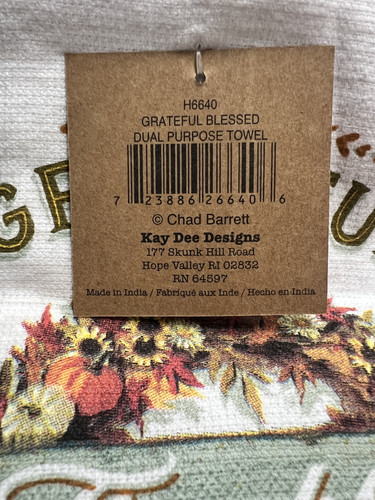 H6640
GRATEFUL BLESSED
DUAL PURPOSE TOWEL
7 23886 26640 6
© Chad Barrett
Kay Dee Designs
177 Skunk Hill Road
Hope Valley RI 02832
RN 64597
Made in India / Fabriqué aux Inde / Hecho en India